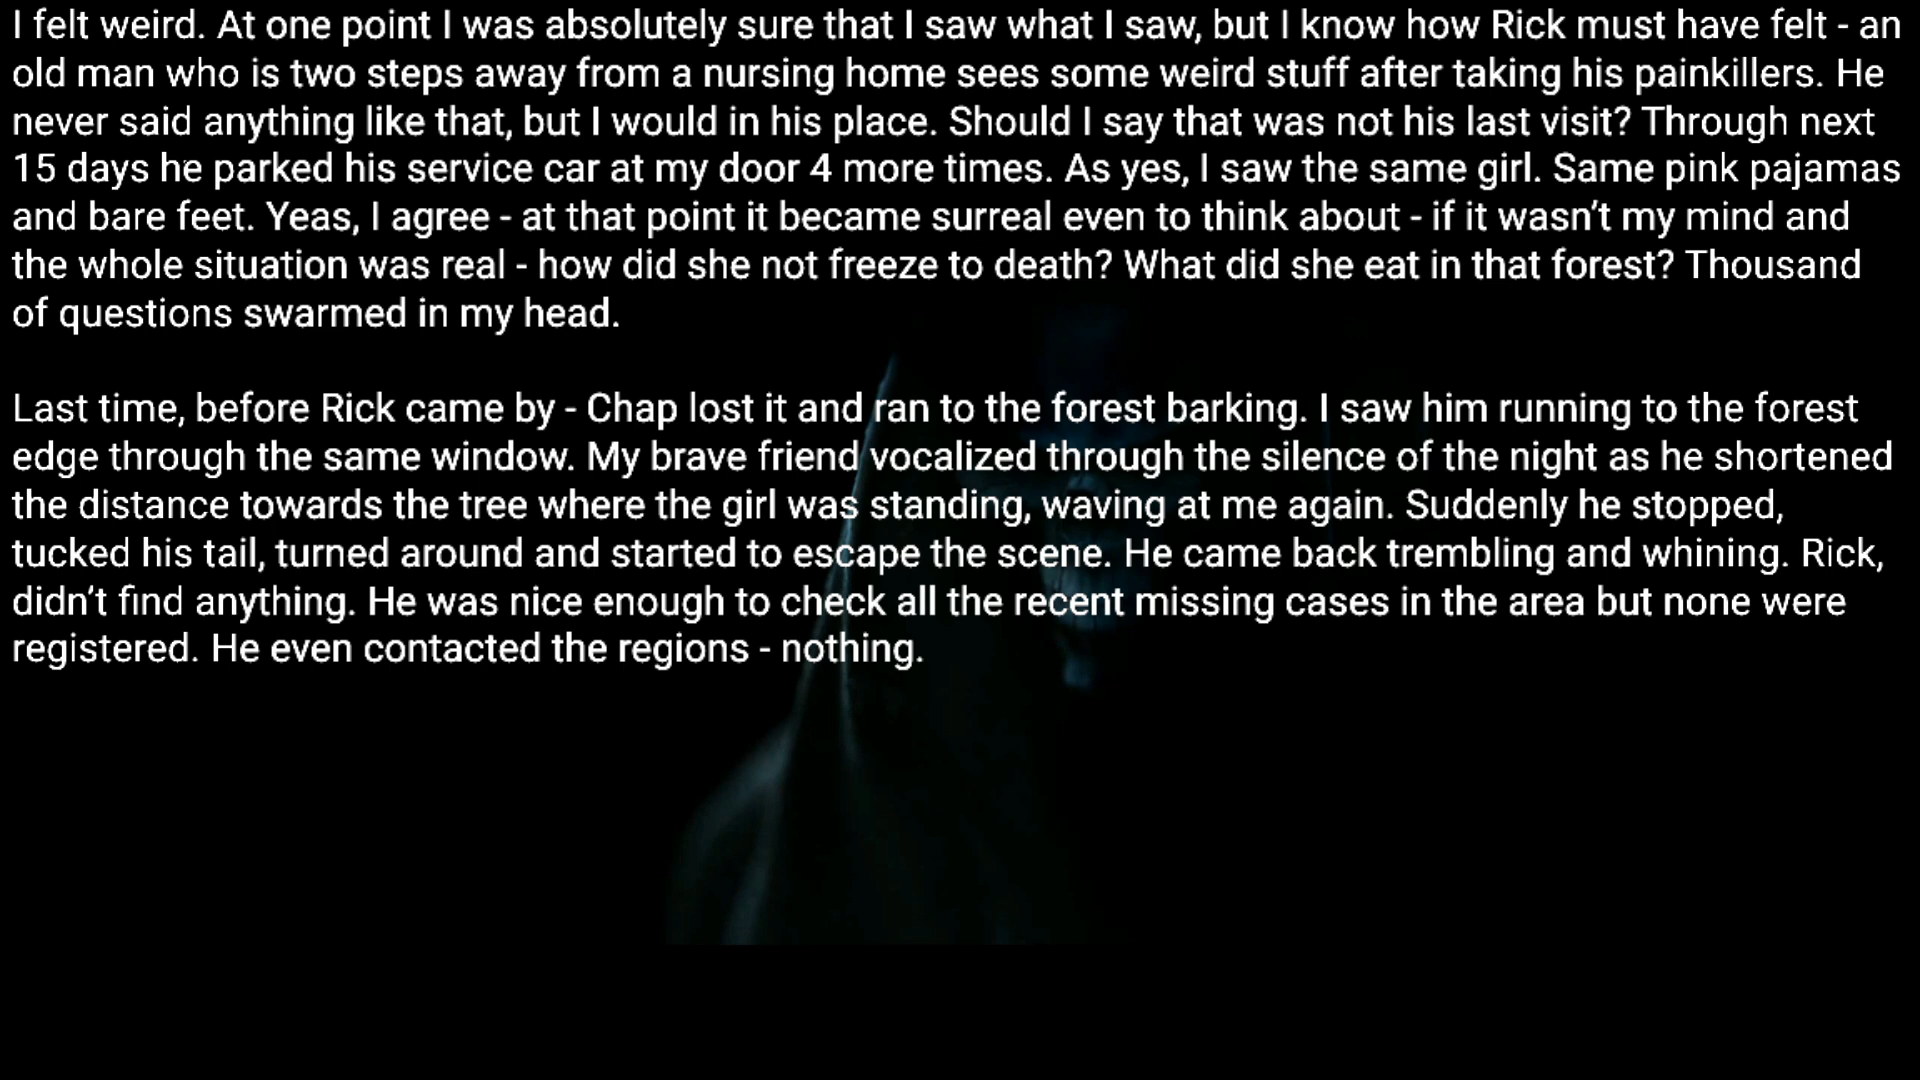 I felt weird. At one point I was absolutely sure that I saw what I saw, but I know how Rick must have felt - an
old man who is two steps away from a nursing home sees some weird stuff after taking his painkillers. He
never said anything like that, but I would in his place. Should I say that was not his last visit? Through next
15 days he parked his service car at my door 4 more times. As yes, I saw the same girl. Same pink pajamas
and bare feet. Yeas, I agree - at that point it became surreal even to think about - if it wasn’t my mind and
the whole situation was real - how did she not freeze to death? What did she eat in that forest? Thousand
of questions swarmed in my head.
Last time, before Rick came by - Chap lost it and ran to the forest barking. I saw him running to the forest
edge through the same window. My brave friend vocalized through the silence of the night as he shortened
the distance towards the tree where the girl was standing, waving at me again. Suddenly he stopped,
tucked his tail, turned around and started to escape the scene. He came back trembling and whining. Rick,
didn’t find anything. He was nice enough to check all the recent missing cases in the area but none were
registered. He even contacted the regions - nothing.